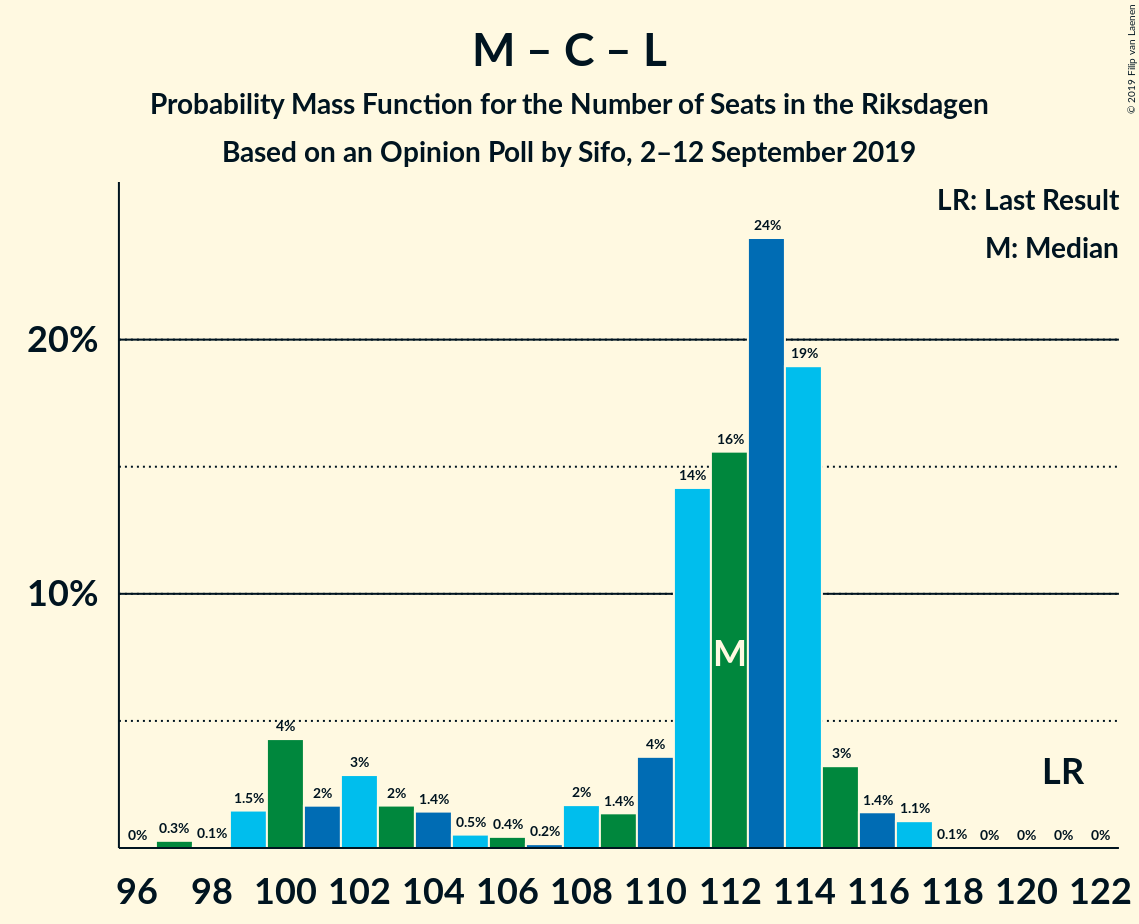 M – C – L
Probability Mass Function for the Number of Seats in the Riksdagen
Based on an Opinion Poll by Sifo, 2–12 September 2019
© 2019 Filip van Laenen
LR: Last Result
M: Median
20%
10%
0% 0.3% 0.1% 1.5% 4% 2% 3% 2% 1.4% 0.5% 0.4% 0.2% 2% 1.4% 4% 14% 16% 24% 19% 3% 1.4% 1.1% 0.1% 0% 0% 0% 0%
M
LR
96 98 100 102 104 106 108 110 112 114 116 118 120 122